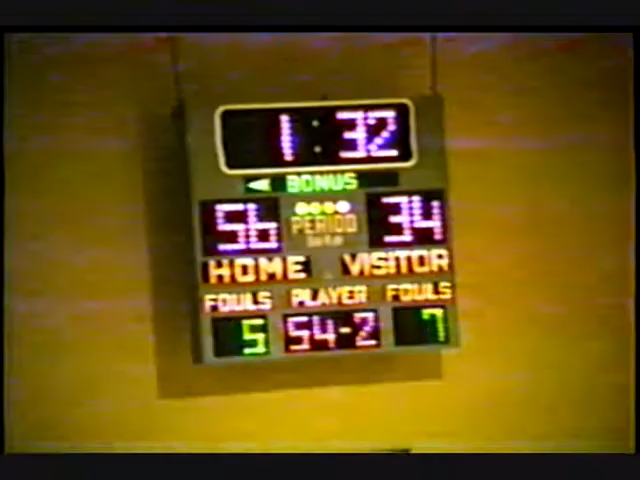 1:32
BONUS
56 PERIOD 34
HOME VISITOR
FOULS PLAYER FOULS
5 54-2 7